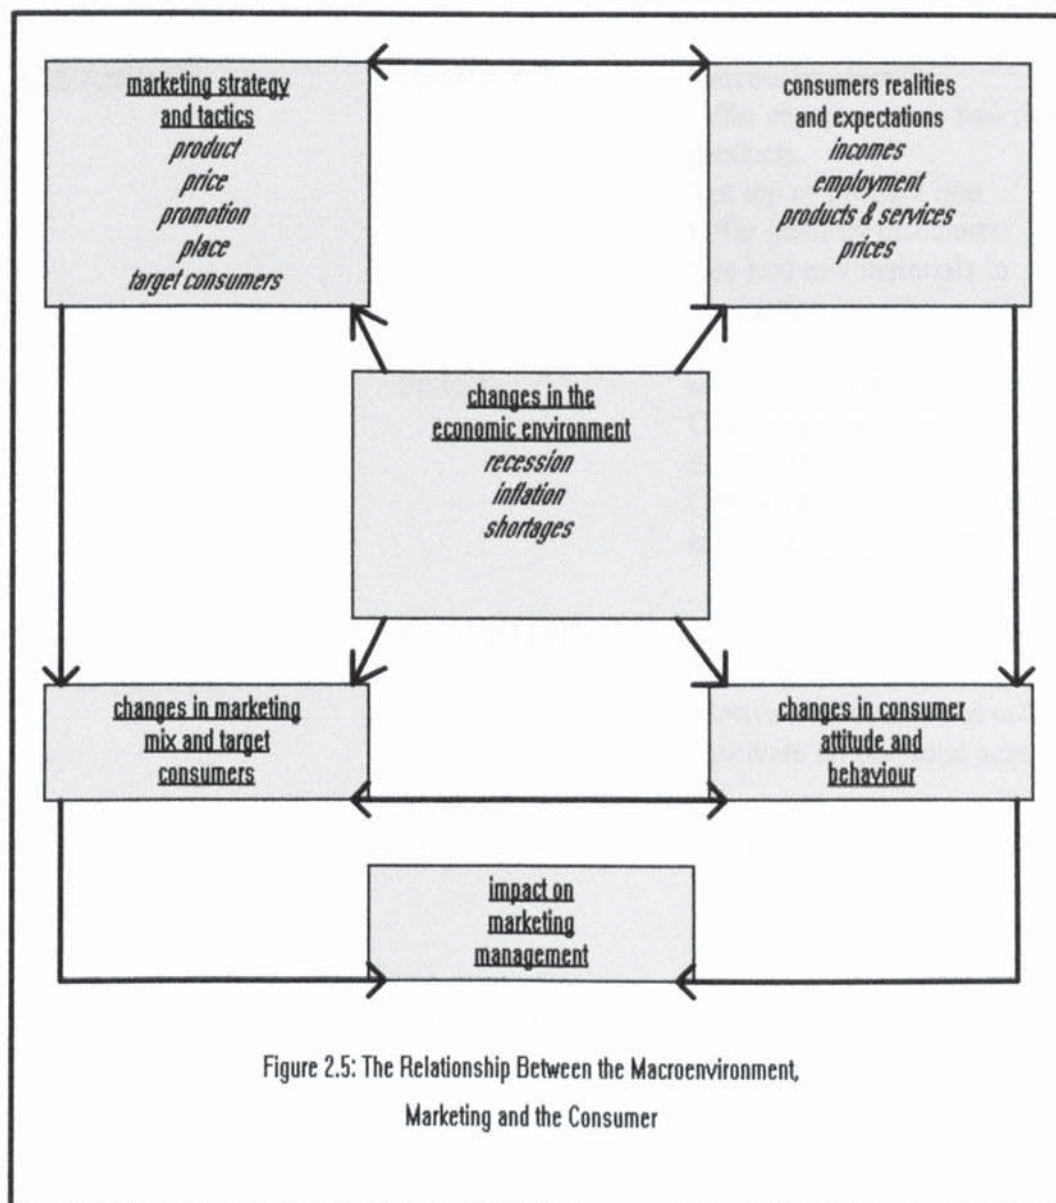 marketing strategy
and tactics
product
price
promotion
place
target consumers
consumers realities
and expectations
incomes
employment
products & services
prices
changes in the
economic environment
recession
inflation
shortages
changes in marketing
mix and target
consumers
changes in consumer
attitude and
behaviour
impact on
marketing
management
Figure 2.5: The Relationship Between the Macroenvironment,
Marketing and the Consumer